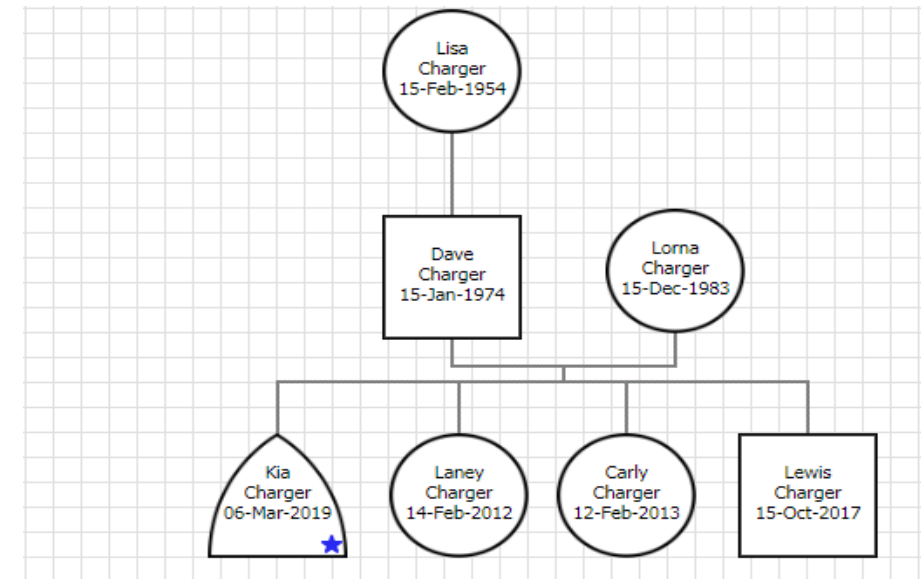 Lisa
Charger
15-Feb-1954
Dave
Charger
15-Jan-1974
Lorna
Charger
15-Dec-1983
Kia
Charger
06-Mar-2019
Laney
Charger
14-Feb-2012
Carly
Charger
12-Feb-2013
Lewis
Charger
15-Oct-2017